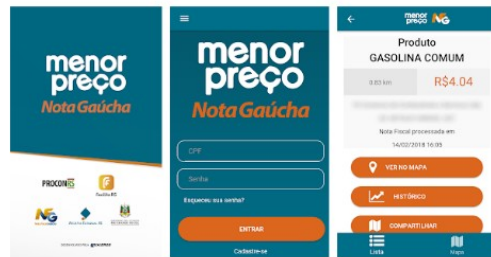 menor
preço
Nota Gaúcha
PROCON RS
Receita RS
NG
menor
preço
Nota Gaúcha
CPF
Senha
Esqueceu sua senha?
ENTRAR
Cadastre-se
menor
preço NG
Produto
GASOLINA COMUM
R$4.04
Nota Fiscal processada em
14/02/2018 16:05
VER NO MAPA
HISTÓRICO
COMPARTILHAR
Lista
Mapa